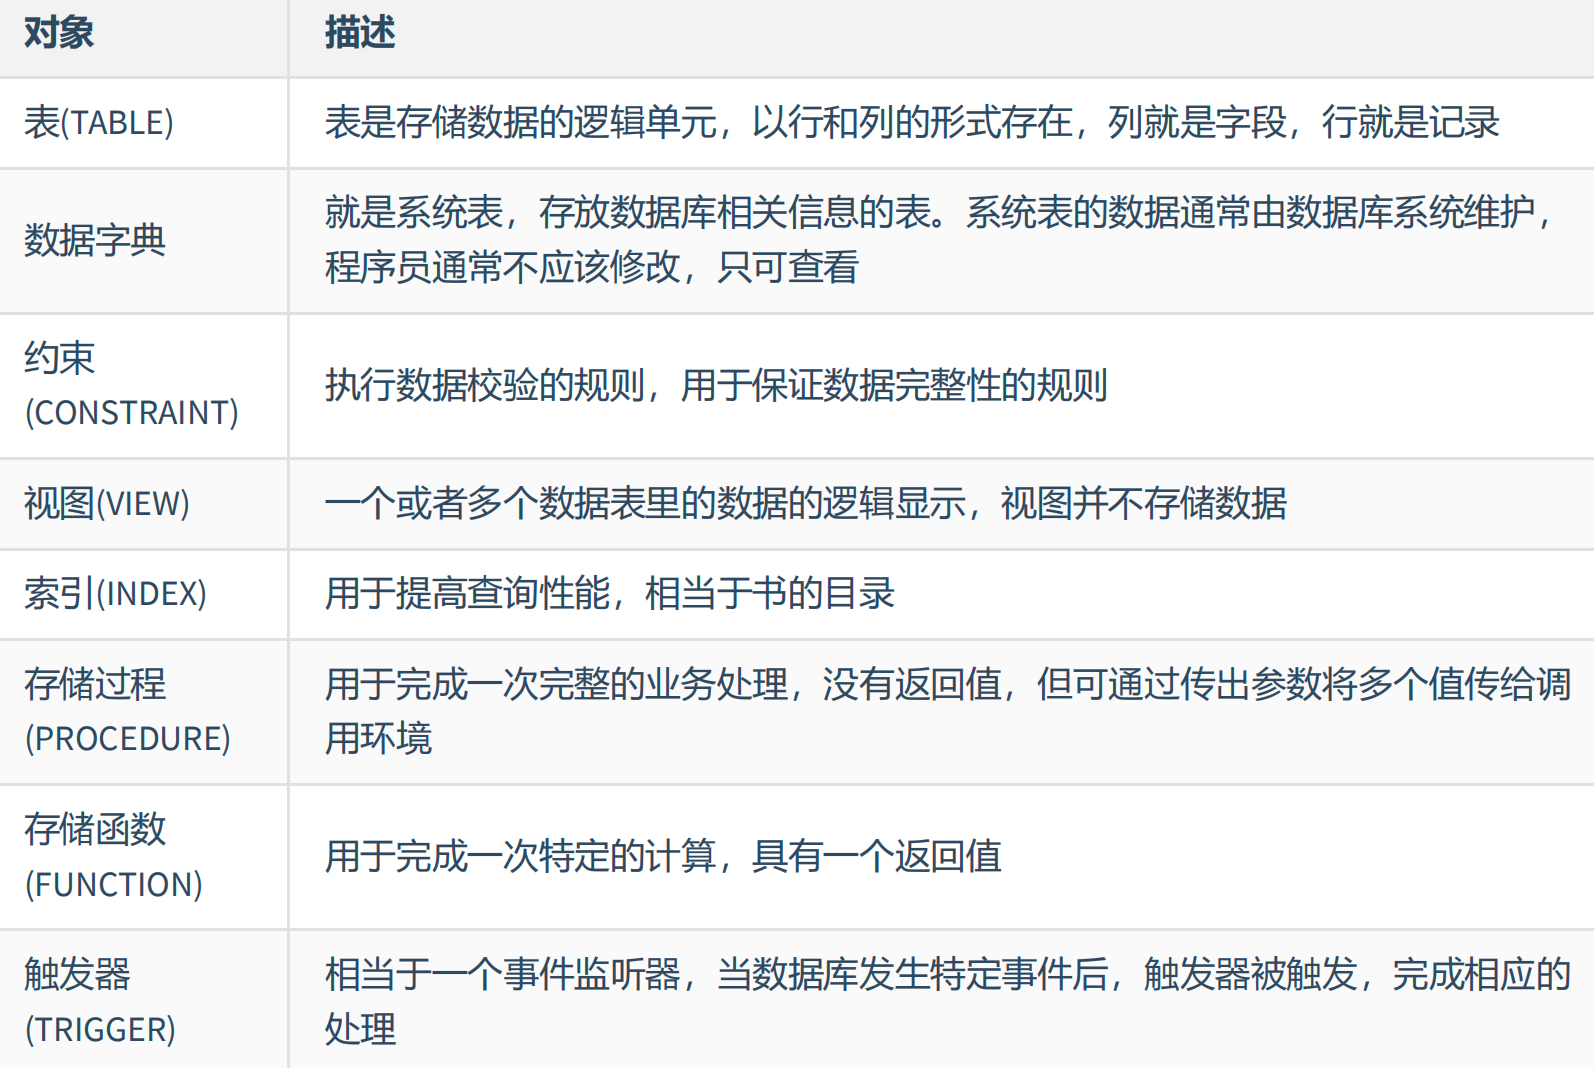 对象
描述
表(TABLE)
表是存储数据的逻辑单元，以行和列的形式存在，列就是字段，行就是记录
数据字典
就是系统表，存放数据库相关信息的表。系统表的数据通常由数据库系统维护，
程序员通常不应该修改，只可查看
约束
(CONSTRAINT)
执行数据校验的规则，用于保证数据完整性的规则
视图(VIEW)
一个或者多个数据表里的数据的逻辑显示，视图并不存储数据
索引(INDEX)
用于提高查询性能，相当于书的目录
存储过程
(PROCEDURE)
用于完成一次完整的业务处理，没有返回值，但可通过传出参数将多个值传给调
用环境
存储函数
(FUNCTION)
用于完成一次特定的计算，具有一个返回值
触发器
(TRIGGER)
相当于一个事件监听器，当数据库发生特定事件后，触发器被触发，完成相应的
处理